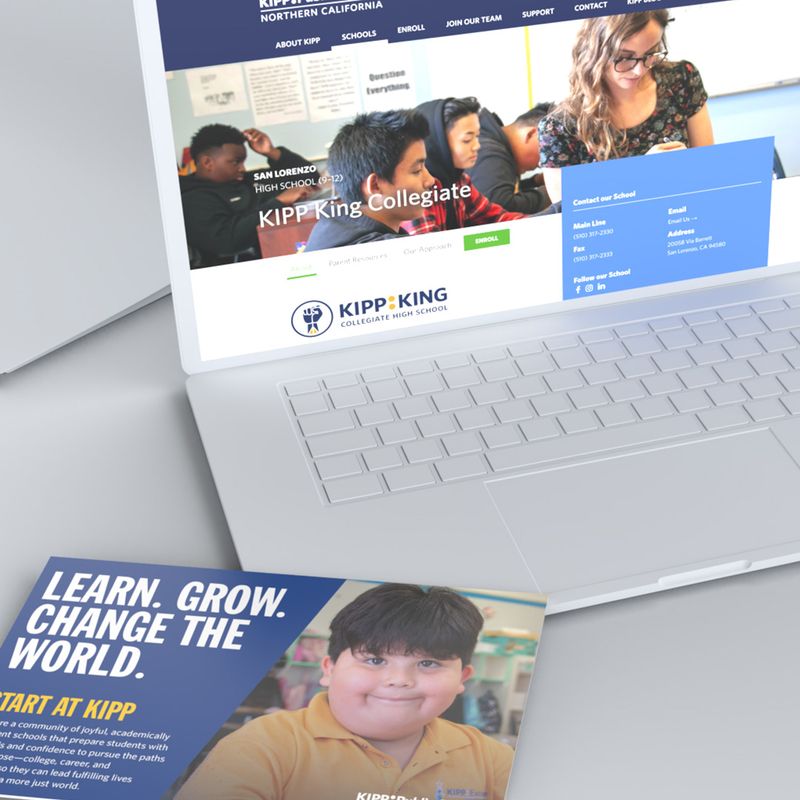 NORTHERN CALIFORNIA
ABOUT KIPP
SCHOOLS
ENROLL
JOIN OUR TEAM
SUPPORT
CONTACT
Question
Everything
SAN LORENZO
HIGH SCHOOL (9-12)
KIPP King Collegiate
Parent Resources
Our Approach
ENROLL
Contact our School
Main Line
(510) 317-2330
Fax
(510) 317-2333
Follow our School
Email
Email Us →
Address
20058 Via Barrett
San Lorenzo, CA 94580
KIPP:KING
COLLEGIATE HIGH SCHOOL
LEARN. GROW.
CHANGE THE
WORLD.
START AT KIPP
a community of joyful, academically
schools that prepare students with
and confidence to pursue the paths
college, career, and
so they can lead fulfilling lives
a more just world.
KIPP